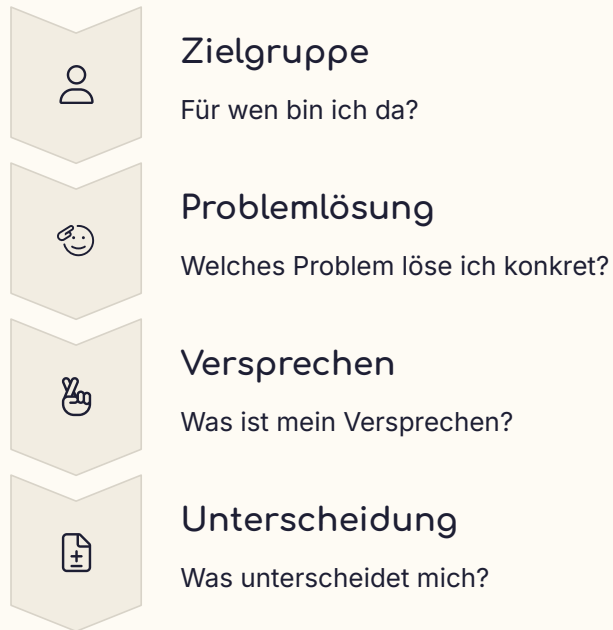 Zielgruppe
Für wen bin ich da?
Problemlösung
Welches Problem löse ich konkret?
Versprechen
Was ist mein Versprechen?
Unterscheidung
Was unterscheidet mich?